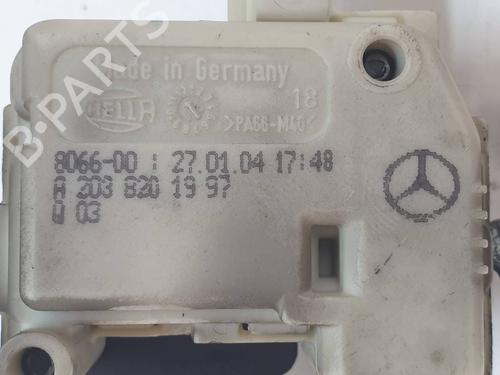 B-PARTS
Made in Germany
HELLA
18
>PA66-M40<
8066-00 : 27.01.04 17:48
A 203 820 19 97
Q 03